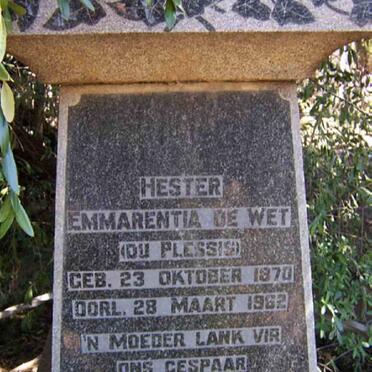 HESTER
EMMARENTIA DE WET
(DU PLESSIS)
GEB. 23 OKTOBER 1870
OORL. 28 MAART 1962
'N MOEDER LANK VIR
ONS GESPAAR